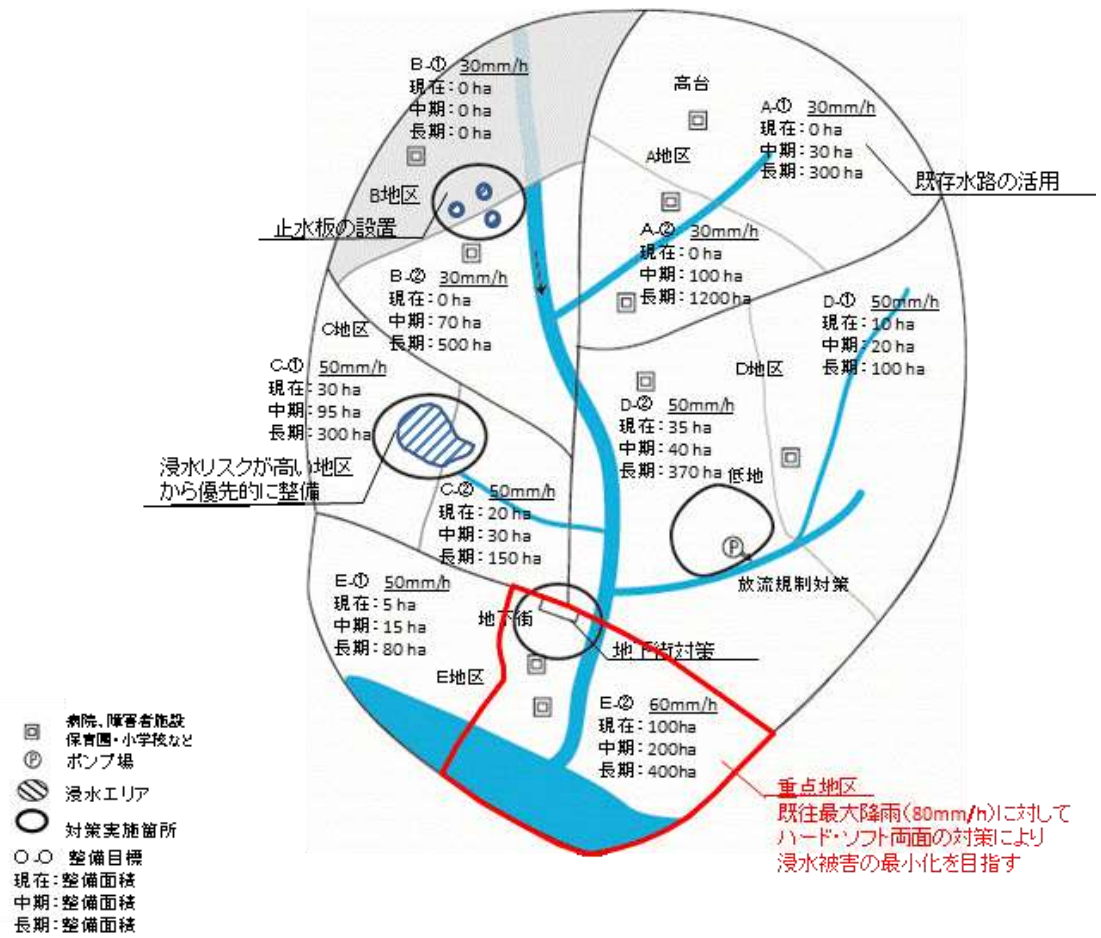 B-① 30mm/h
現在：0 ha
中期：0 ha
長期：0 ha
高台
A-① 30mm/h
現在：0 ha
中期：30 ha
長期：300 ha
A地区
既存水路の活用
B地区
止水板の設置
A-② 30mm/h
現在：0 ha
中期：100 ha
長期：1200 ha
B-② 30mm/h
現在：0 ha
中期：70 ha
長期：500 ha
D-① 50mm/h
現在：10 ha
中期：20 ha
長期：100 ha
C地区
C-① 50mm/h
現在：30 ha
中期：95 ha
長期：300 ha
D地区
D-② 50mm/h
現在：35 ha
中期：40 ha
長期：370 ha
低地
浸水リスクが高い地区
から優先的に整備
C-② 50mm/h
現在：20 ha
中期：30 ha
長期：150 ha
P
放流規制対策
E-① 50mm/h
現在：5 ha
中期：15 ha
長期：80 ha
地下街
地下街対策
E地区
E-② 60mm/h
現在：100ha
中期：200ha
長期：400ha
重点地区
既往最大降雨（80mm/h）に対して
ハード・ソフト両面の対策により
浸水被害の最小化を目指す
病院、障害者施設
保育園・小学校など
P ポンプ場
浸水エリア
対策実施箇所
○-○ 整備目標
現在：整備面積
中期：整備面積
長期：整備面積